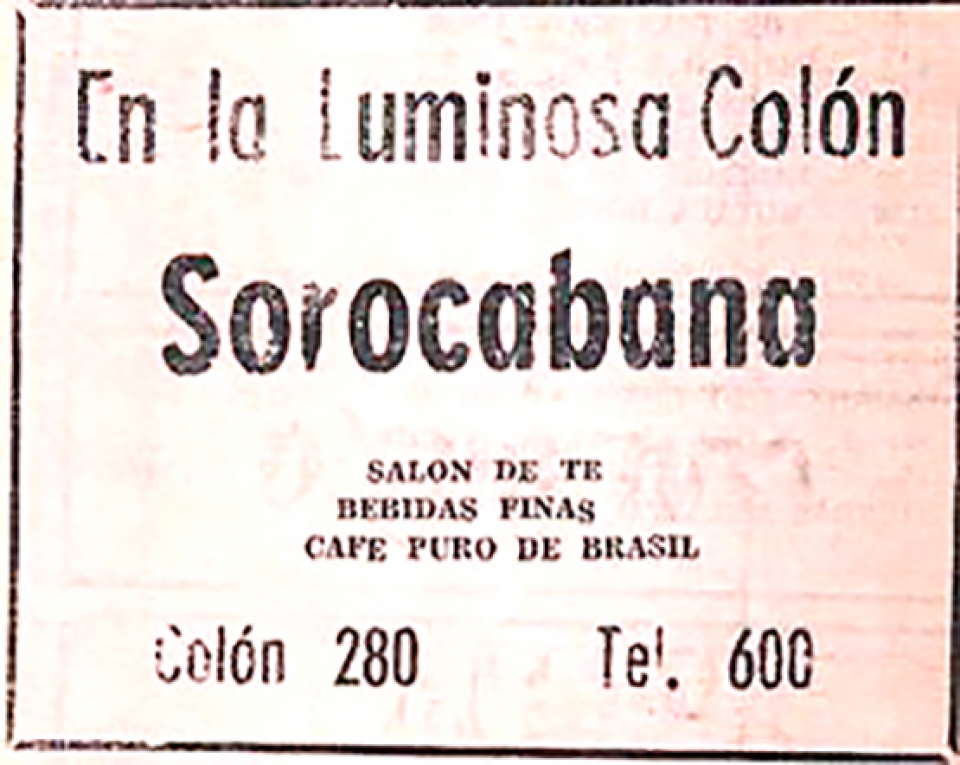 En la Luminosa Colón
Sorocabana
SALON DE TE
BEBIDAS FINAS
CAFE PURO DE BRASIL
Colón 280 Tel. 600